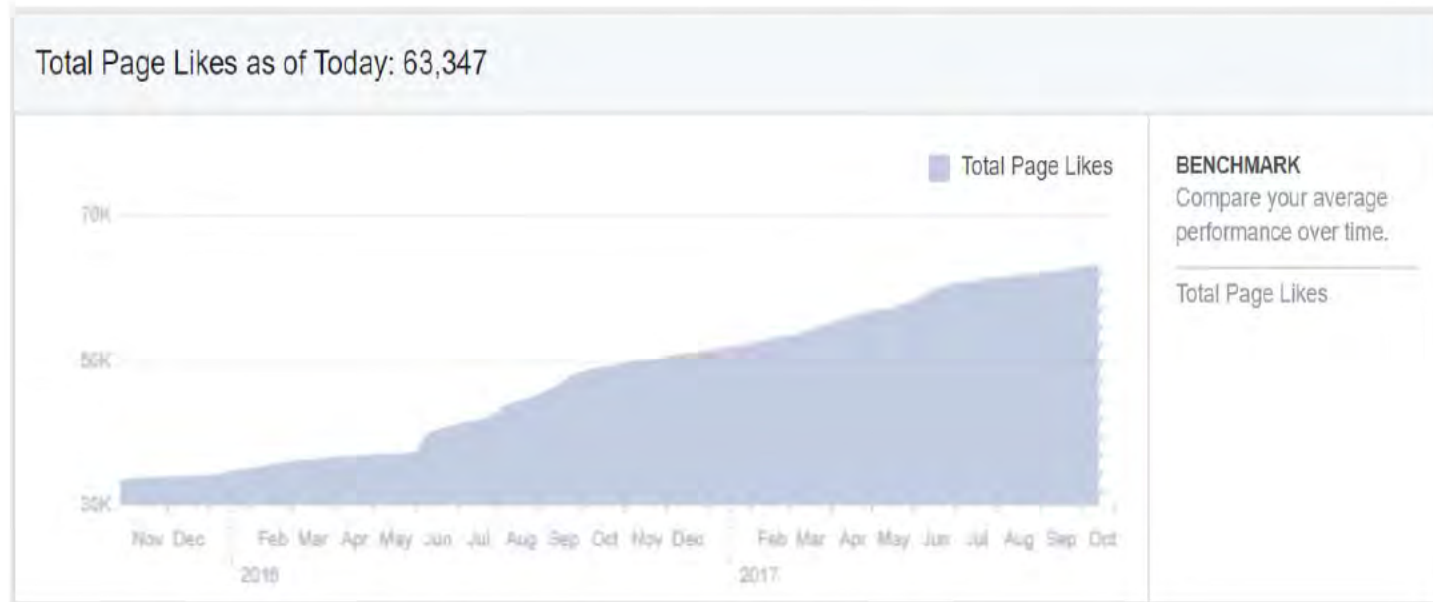 Total Page Likes as of Today: 63,347
Total Page Likes
BENCHMARK
Compare your average
performance over time.
Total Page Likes
70K
50K
30K
Nov Dec Feb Mar Apr May Jun Jul Aug Sep Oct Nov Dec Feb Mar Apr May Jun Jul Aug Sep Oct
2016 2017